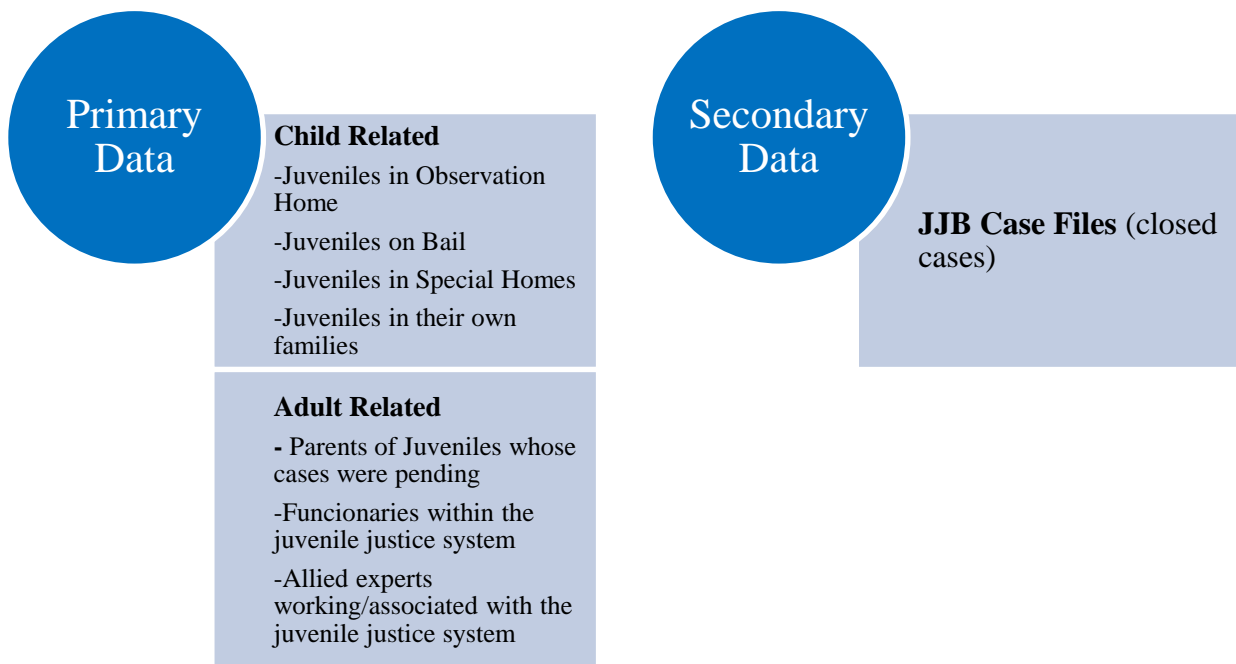 Primary
Data
Child Related
-Juveniles in Observation
Home
-Juveniles on Bail
-Juveniles in Special Homes
-Juveniles in their own
families
Adult Related
- Parents of Juveniles whose
cases were pending
-Funcionaries within the
juvenile justice system
-Allied experts
working/associated with the
juvenile justice system
Secondary
Data
JJB Case Files (closed
cases)